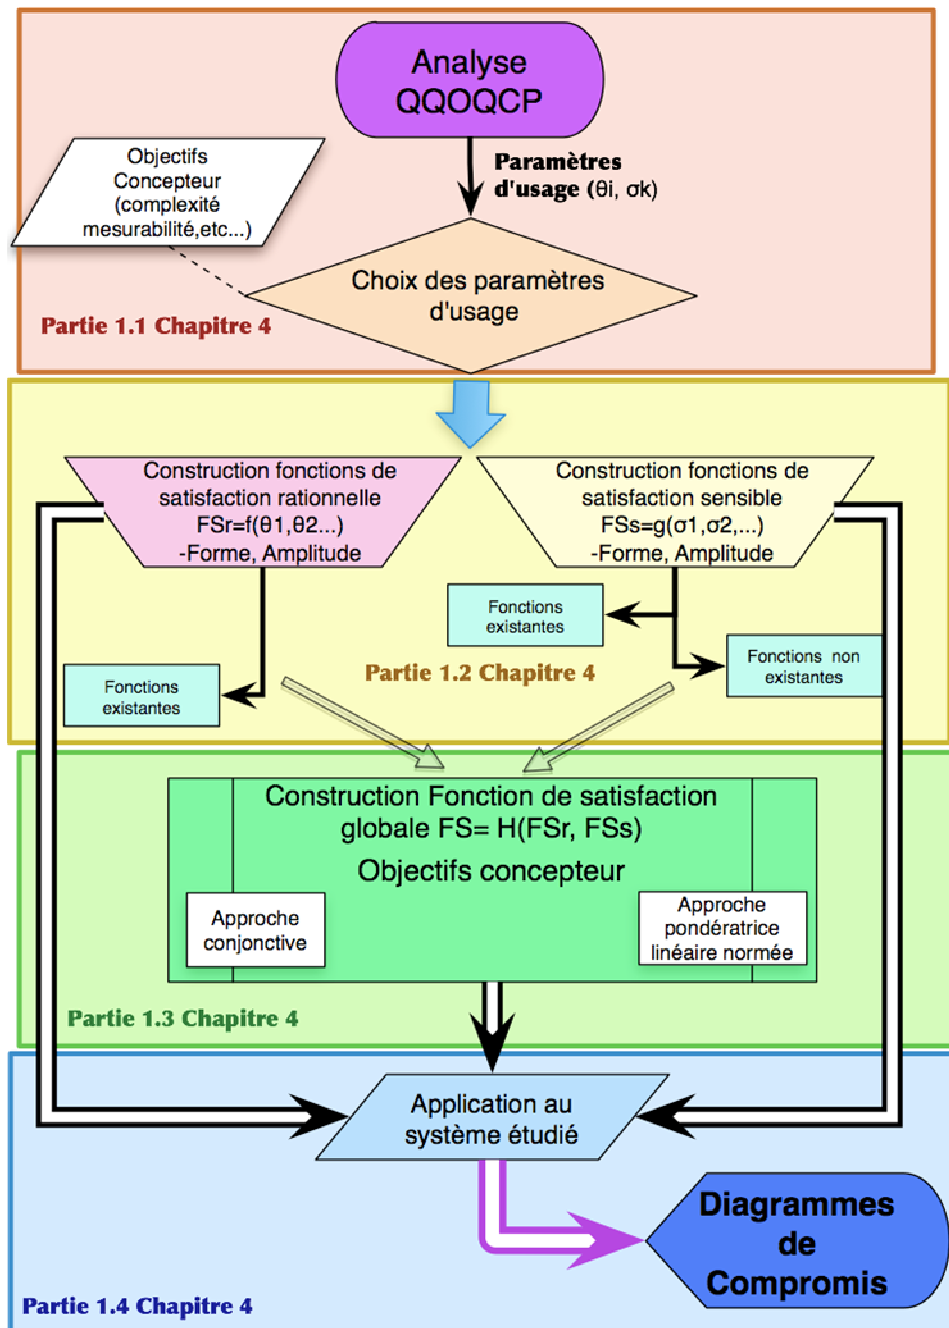 Analyse
QQOQCP
Objectifs
Concepteur
(complexité
mesurabilité,etc...)
Paramètres
d'usage (θi, σk)
Choix des paramètres
d'usage
Partie 1.1 Chapitre 4
Construction fonctions de
satisfaction rationnelle
FSr=f(θ1,θ2...)
-Forme, Amplitude
Construction fonctions de
satisfaction sensible
FSs=g(σ1,σ2,...)
-Forme, Amplitude
Fonctions
existantes
Fonctions non
existantes
Partie 1.2 Chapitre 4
Fonctions
existantes
Construction Fonction de satisfaction
globale FS= H(FSr, FSs)
Objectifs concepteur
Approche
conjonctive
Approche
pondératrice
linéaire normée
Partie 1.3 Chapitre 4
Application au
système étudié
Diagrammes
de
Compromis
Partie 1.4 Chapitre 4